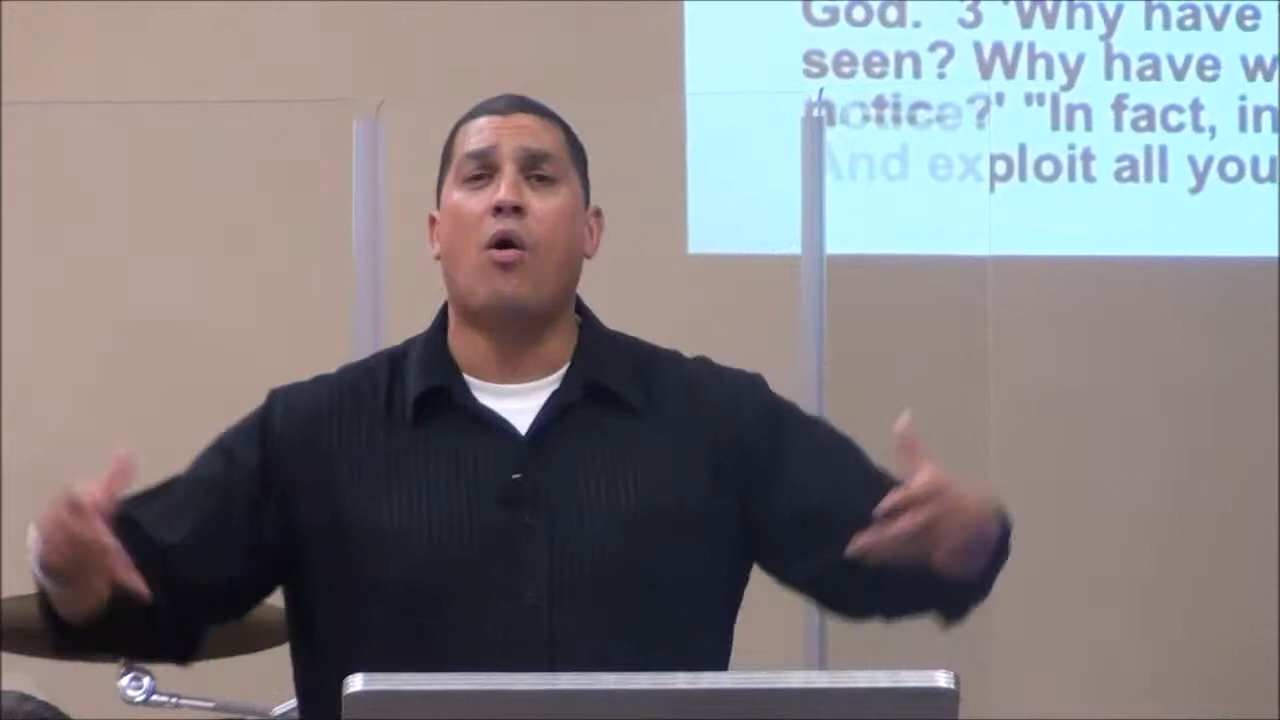 God. 3 'Why have
seen? Why have w
notice?' "In fact, in
And exploit all you